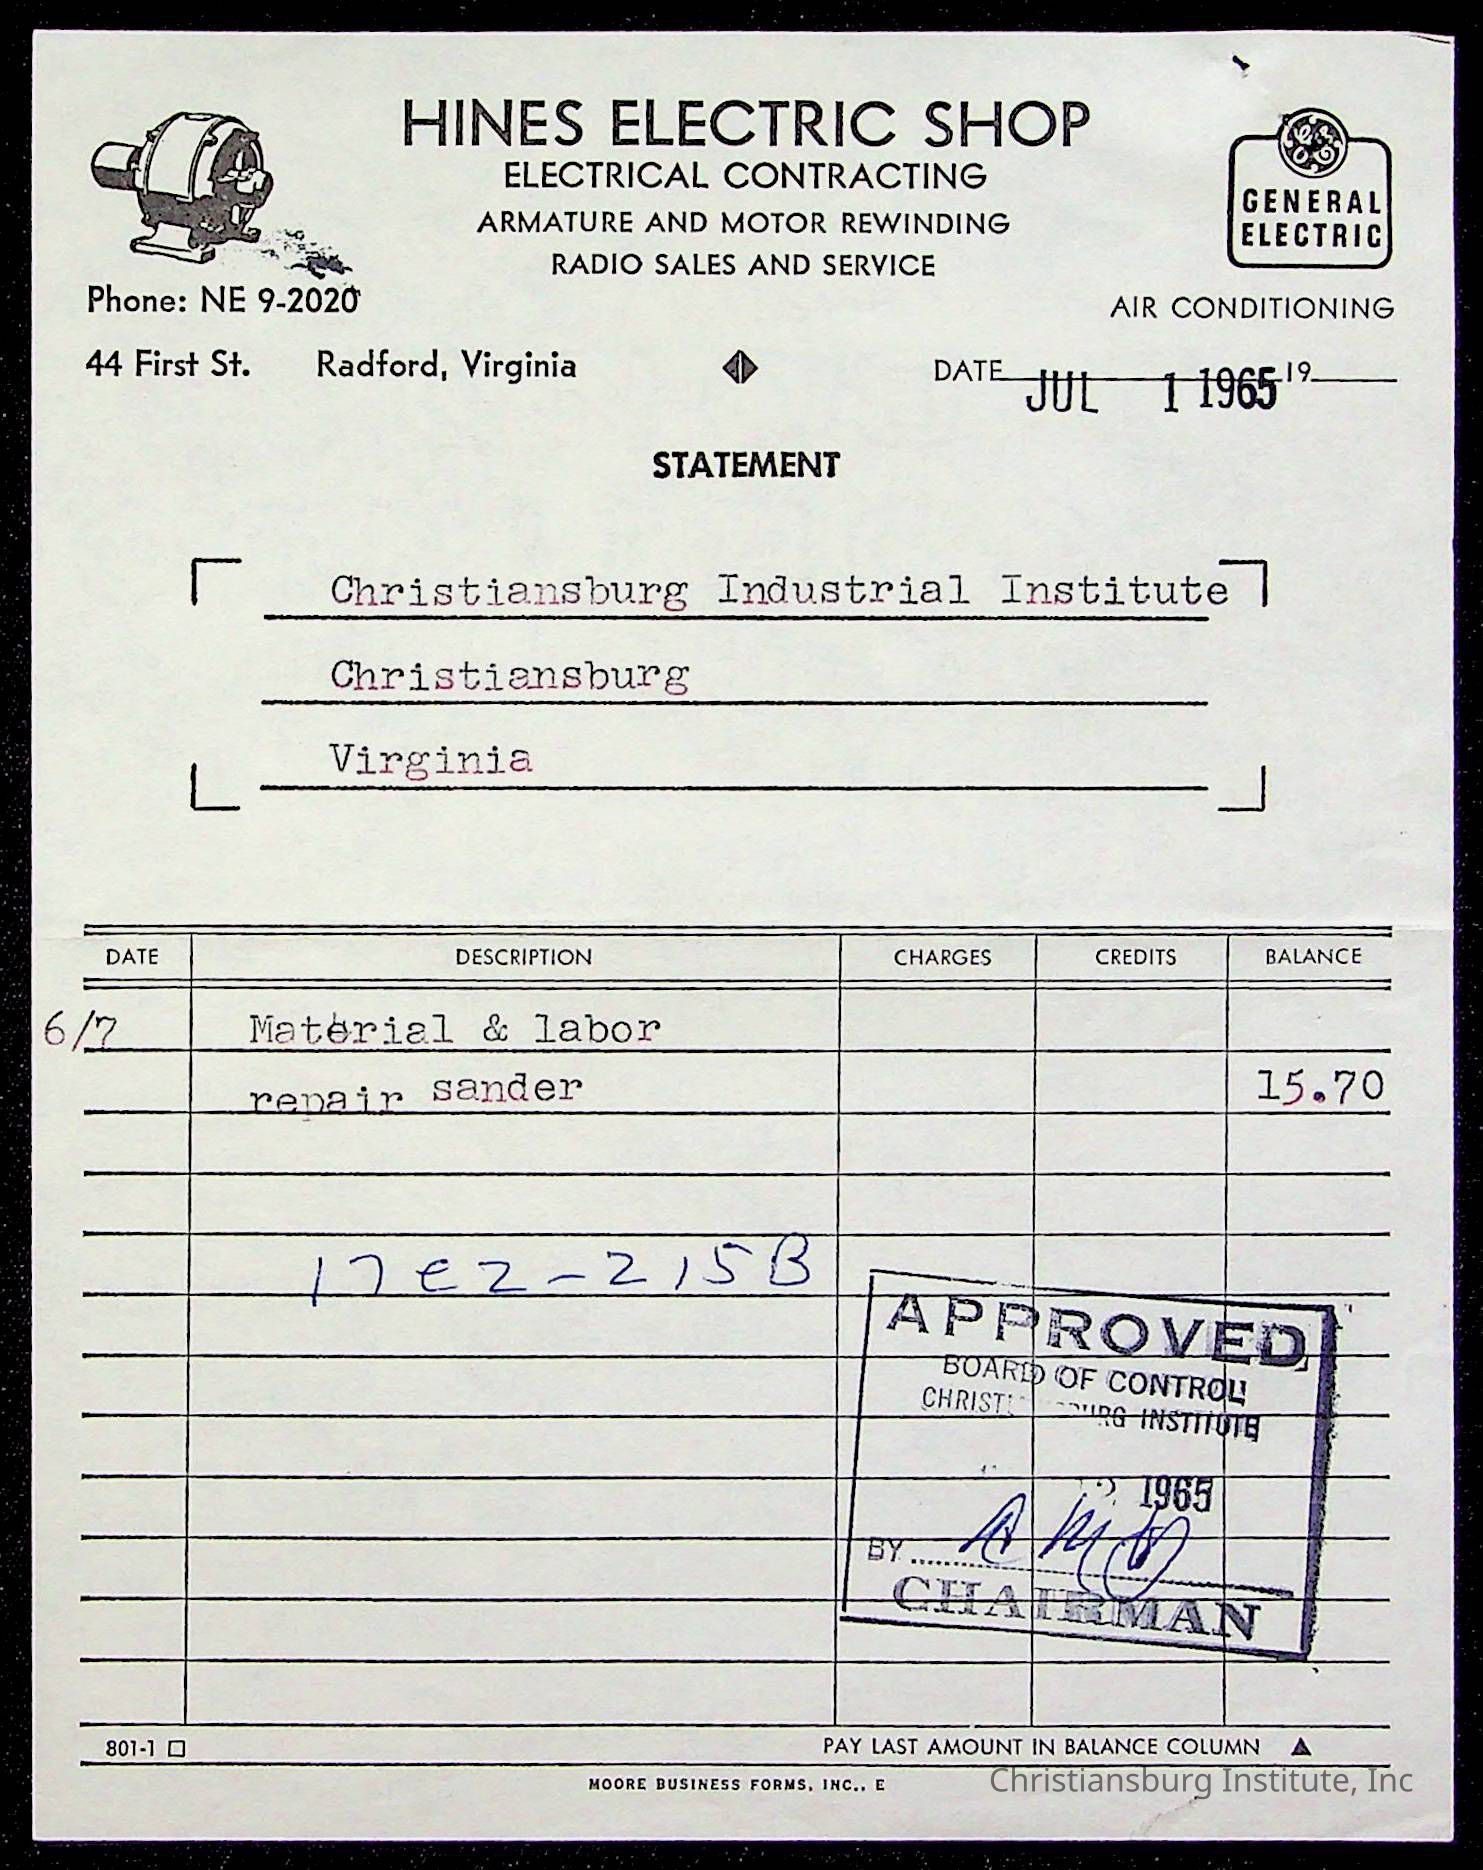 HINES ELECTRIC SHOP
ELECTRICAL CONTRACTING
ARMATURE AND MOTOR REWINDING
RADIO SALES AND SERVICE
GENERAL
ELECTRIC
Phone: NE 9-2020
AIR CONDITIONING
44 First St. Radford, Virginia
DATE JUL 1 1965 19
STATEMENT
Christiansburg Industrial Institute
Christiansburg
Virginia
DATE DESCRIPTION CHARGES CREDITS BALANCE
6/7 Material & labor
repair sander 15.70
17e2-215B
APPROVED
BOARD OF CONTROL
INSTITUTE
1965
BY
CHAIRMAN
801-1 PAY LAST AMOUNT IN BALANCE COLUMN
MOORE BUSINESS FORMS, INC., E
Christiansburg Institute, Inc